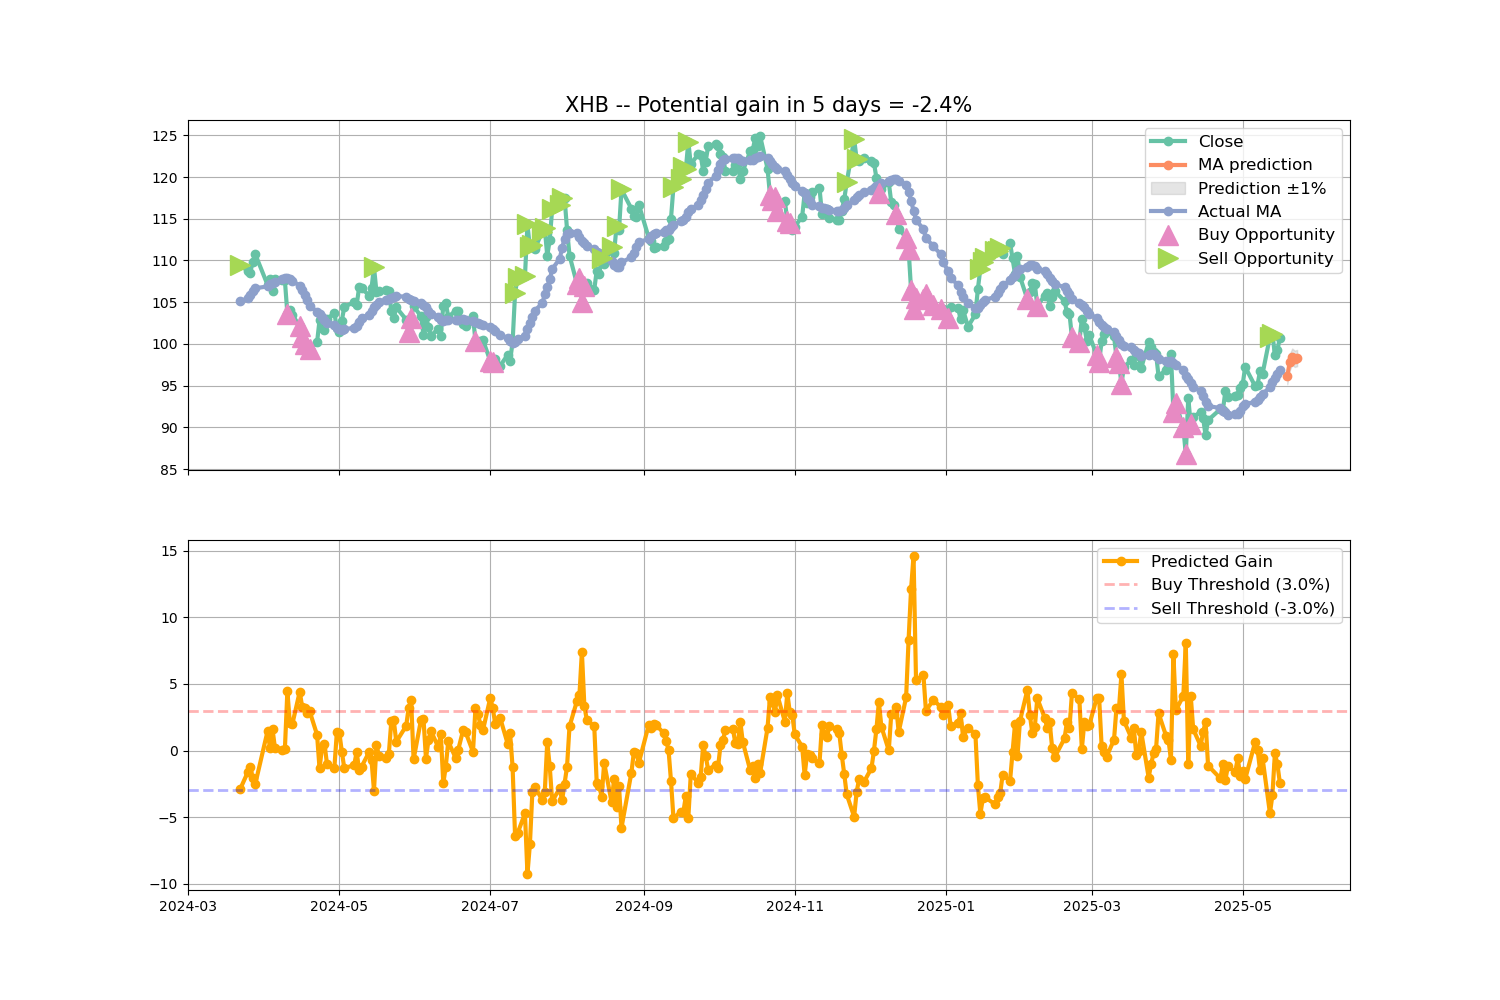 XHB -- Potential gain in 5 days = -2.4%
125
120
115
110
105
100
95
90
85
Close
MA prediction
Prediction ±1%
Actual MA
Buy Opportunity
Sell Opportunity
15
10
5
0
−5
−10
Predicted Gain
Buy Threshold (3.0%)
Sell Threshold (-3.0%)
2024-03
2024-05
2024-07
2024-09
2024-11
2025-01
2025-03
2025-05